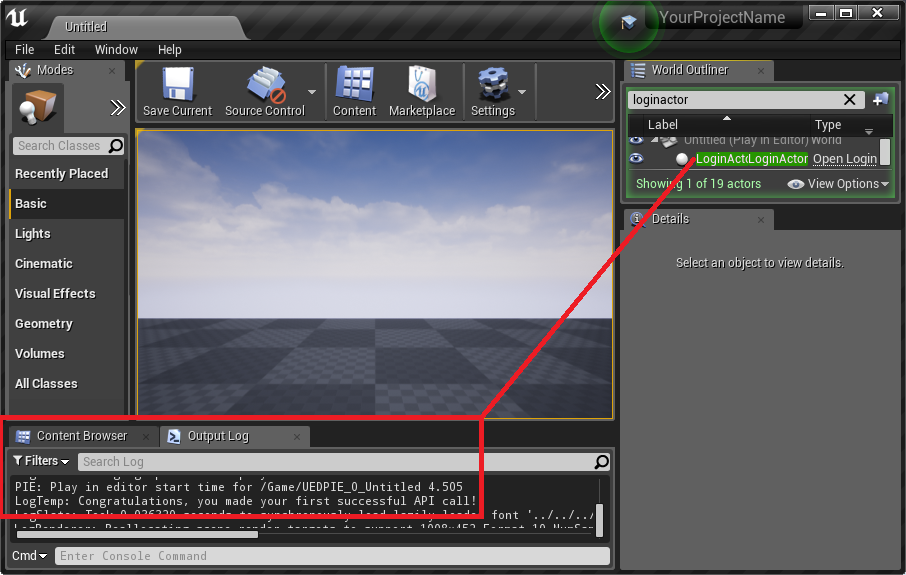 Untitled
YourProjectName
File Edit Window Help
Modes
Search Classes
Recently Placed
Basic
Lights
Cinematic
Visual Effects
Geometry
Volumes
All Classes
Save Current
Source Control
Content
Marketplace
Settings
World Outliner
loginactor
Label Type
Untitled (Play In Editor) World
LoginActoLoginActor Open Login
Showing 1 of 19 actors
View Options
Details
Select an object to view details.
Content Browser
Output Log
Filters
Search Log
PIE: Play in editor start time for /Game/UEDPIE_0_Untitled 4.505
LogTemp: Congratulations, you made your first successful API call!
font '../../../
Cmd
Enter Console Command